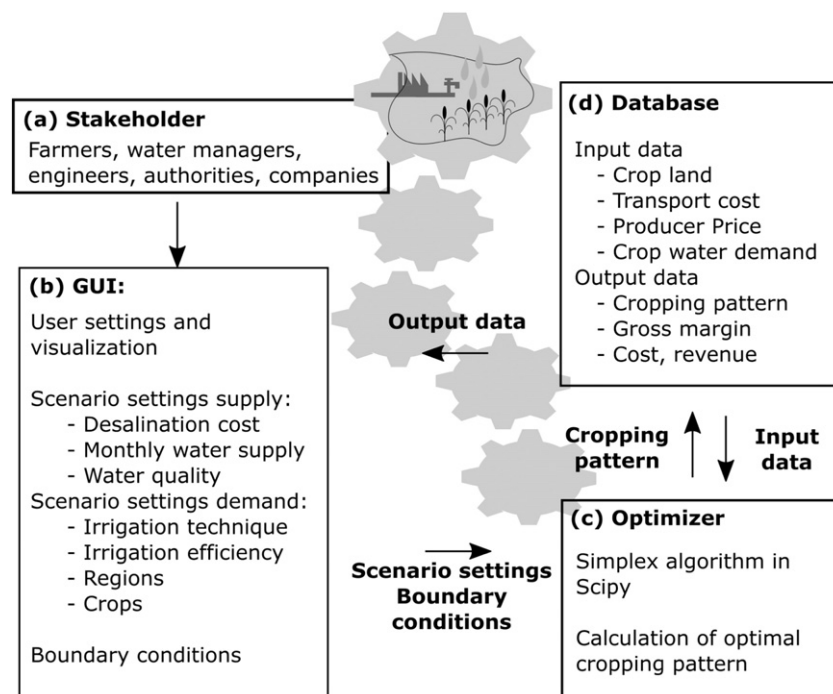 (a) Stakeholder
Farmers, water managers,
engineers, authorities, companies
(b) GUI:
User settings and
visualization
Scenario settings supply:
- Desalination cost
- Monthly water supply
- Water quality
Scenario settings demand:
- Irrigation technique
- Irrigation efficiency
- Regions
- Crops
Boundary conditions
Output data
Scenario settings
Boundary
conditions
(d) Database
Input data
- Crop land
- Transport cost
- Producer Price
- Crop water demand
Output data
- Cropping pattern
- Gross margin
- Cost, revenue
Cropping
pattern
Input
data
(c) Optimizer
Simplex algorithm in
Scipy
Calculation of optimal
cropping pattern